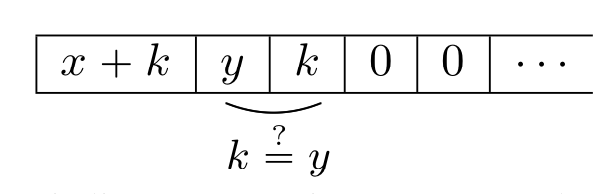 x + k y k 0 0 ⋯
k ≟ y